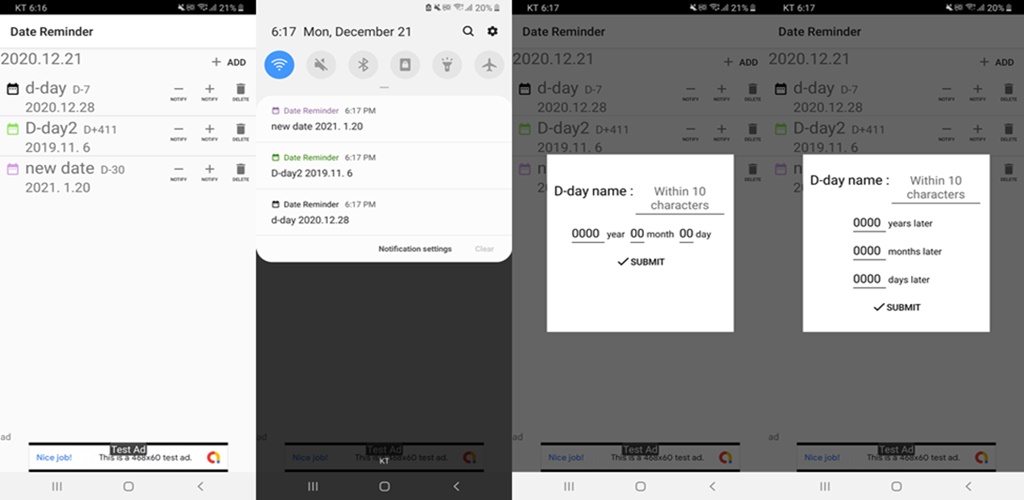 KT 6:16
21%
Date Reminder
2020.12.21
+ ADD
d-day D-7
2020.12.28
NOTIFY NOTIFY DELETE
D-day2 D+411
2019.11. 6
NOTIFY NOTIFY DELETE
new date D-30
2021. 1.20
NOTIFY NOTIFY DELETE
ad
Test Ad
Nice job! This is a 468x60 test ad.
20%
6:17 Mon, December 21
Date Reminder 6:17 PM
new date 2021. 1.20
Date Reminder 6:17 PM
D-day2 2019.11. 6
Date Reminder 6:17 PM
d-day 2020.12.28
Notification settings Clear
ad
Test Ad
Nice job! This is a 468x60 test ad.
KT
KT 6:17
20%
Date Reminder
2020.12.21
+ ADD
d-day D-7
2020.12.28
NOTIFY NOTIFY DELETE
D-day2 D+411
2019.11. 6
NOTIFY NOTIFY DELETE
n
2
DELETE
D-day name : Within 10
characters
0000 year 00 month 00 day
SUBMIT
ad
Test Ad
Nice job! This is a 468x60 test ad.
KT 6:17
21%
Date Reminder
2020.12.21
+ ADD
d-day D-7
2020.12.28
NOTIFY NOTIFY DELETE
D-day2 D+411
2019.11. 6
NOTIFY NOTIFY DELETE
n
2
DELETE
D-day name : Within 10
characters
0000 years later
0000 months later
0000 days later
SUBMIT
ad
Test Ad
Nice job! This is a 468x60 test ad.